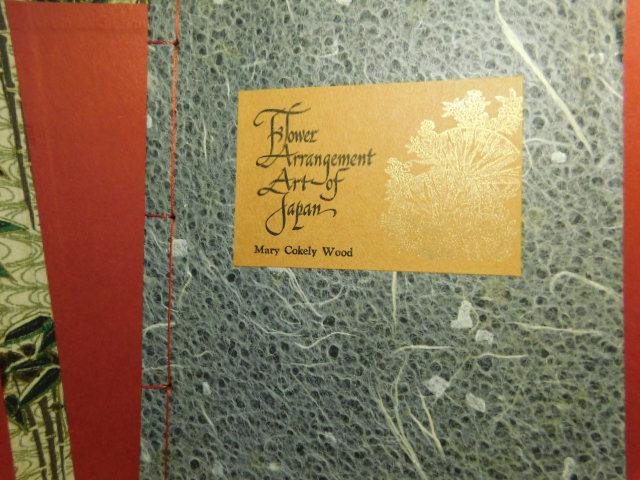 Flower
Arrangement
Art of
Japan
Mary Cokely Wood